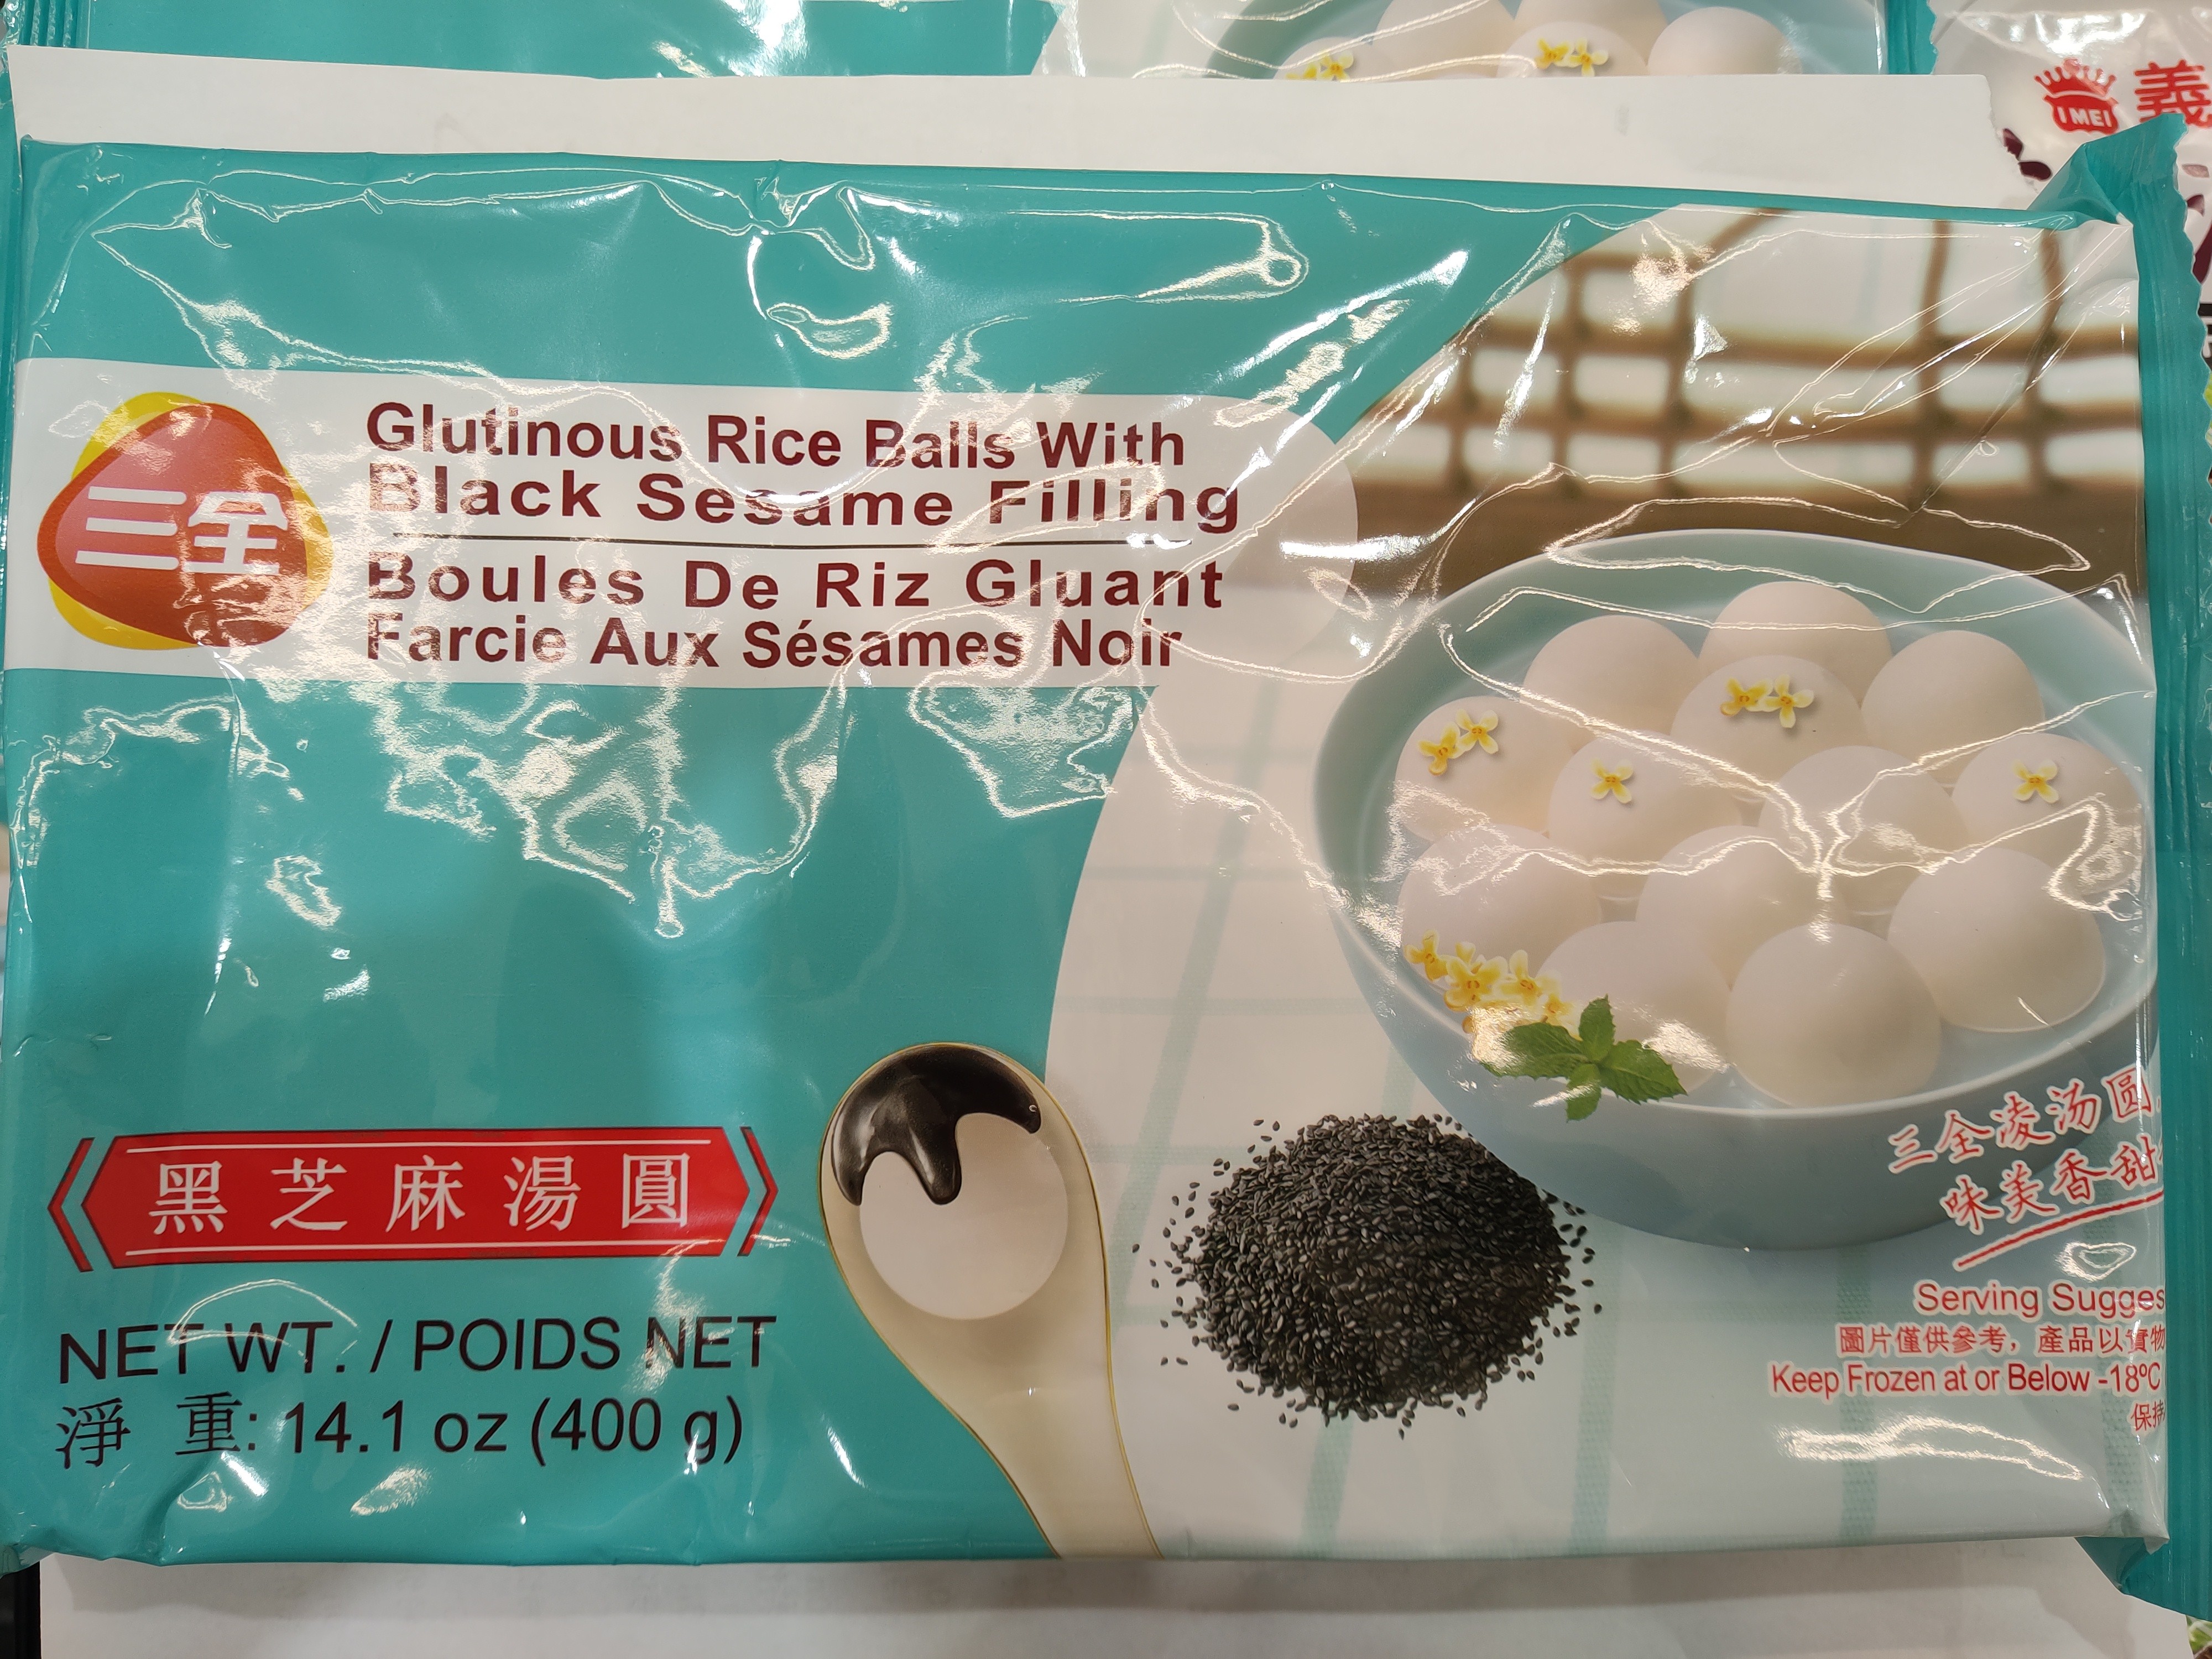 IMEI 義
三全
Glutinous Rice Balls With
Black Sesame Filling
Boules De Riz Gluant
Farcie Aux Sésames Noir
黑芝麻湯圓
NET WT. / POIDS NET
淨 重: 14.1 oz (400 g)
三全凌汤圆
味美香甜
Serving Sugges
圖片僅供參考，產品以實物
Keep Frozen at or Below -18ºC
保持